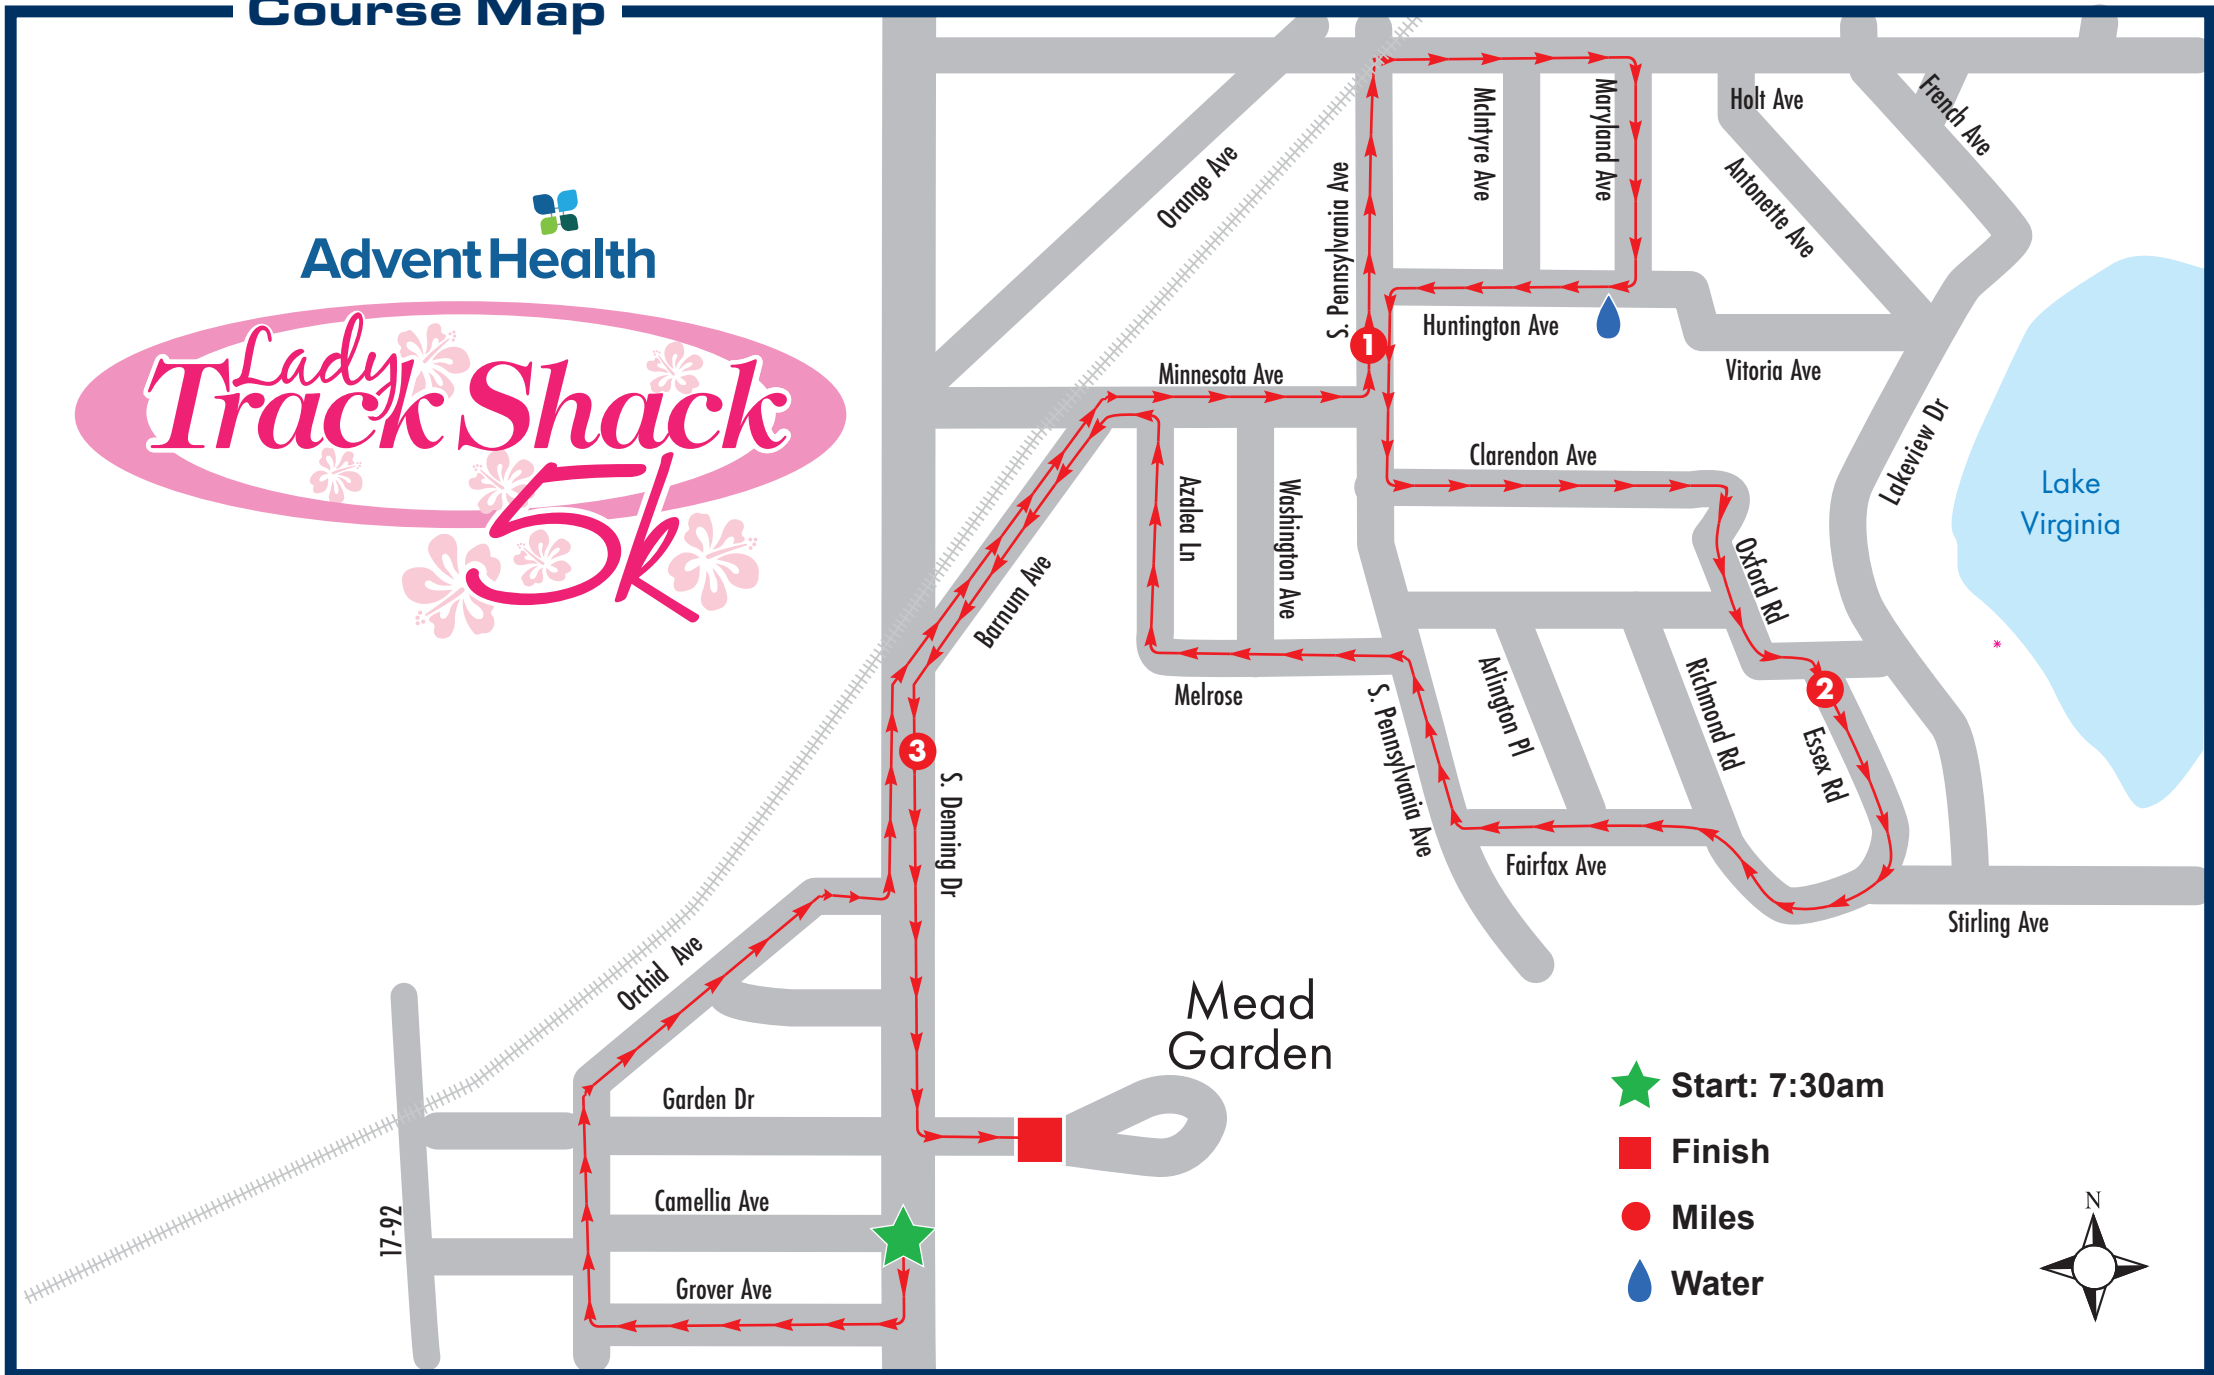 Course Map
AdventHealth
Lady
Track Shack
5k
Orange Ave
S. Pennsylvania Ave
McIntyre Ave
Maryland Ave
Holt Ave
French Ave
Antonette Ave
Huntington Ave
Vitoria Ave
1
Minnesota Ave
Lakeview Dr
Clarendon Ave
Lake
Virginia
Azalea Ln
Washington Ave
Barnum Ave
Oxford Rd
Melrose
S. Pennsylvania Ave
Arlington Pl
Richmond Rd
2
Essex Rd
3
S. Denning Dr
Fairfax Ave
Stirling Ave
Orchid Ave
Mead
Garden
Garden Dr
Camellia Ave
17-92
Grover Ave
Start: 7:30am
Finish
Miles
Water
N